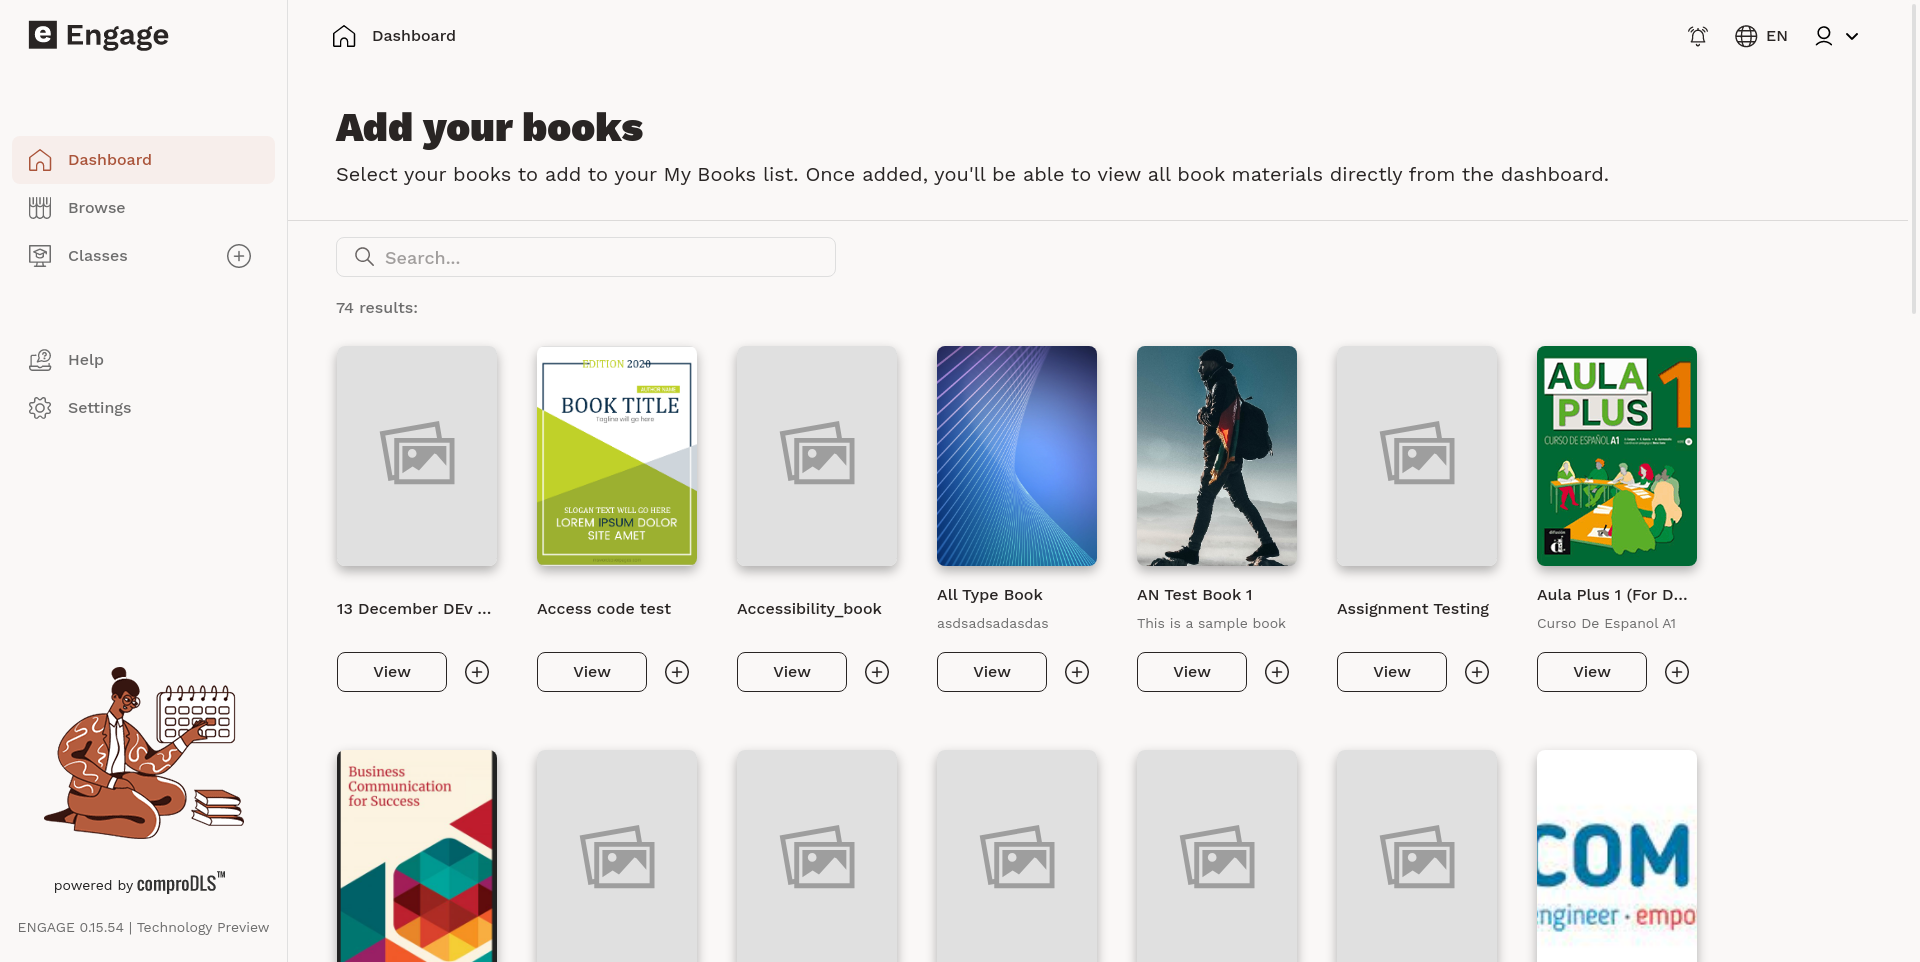 e Engage
Dashboard
EN
Dashboard
Browse
Classes
Help
Settings
powered by comproDLS™
ENGAGE 0.15.54 | Technology Preview
Add your books
Select your books to add to your My Books list. Once added, you'll be able to view all book materials directly from the dashboard.
Search...
74 results:
EDITION 2020
AUTHOR NAME
BOOK TITLE
Tagline will go here
SLOGAN TEXT WILL GO HERE
LOREM IPSUM DOLOR
SITE AMET
AULA
PLUS
1
CURSO DE ESPAÑOL A1
13 December DEv ...
Access code test
Accessibility_book
All Type Book
asdsadsadasdas
AN Test Book 1
This is a sample book
Assignment Testing
Aula Plus 1 (For D...
Curso De Espanol A1
View
View
View
View
View
View
View
Business
Communication
for Success
COM
engineer · empo